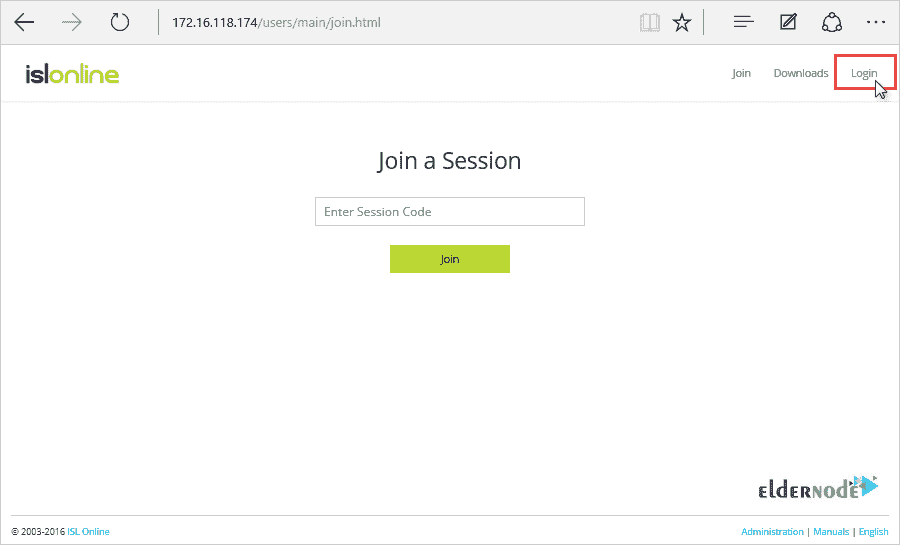 172.16.118.174/users/main/join.html
islonline
Join Downloads Login
Join a Session
Enter Session Code
Join
ELDERNODE
© 2003-2016 ISL Online
Administration | Manuals | English